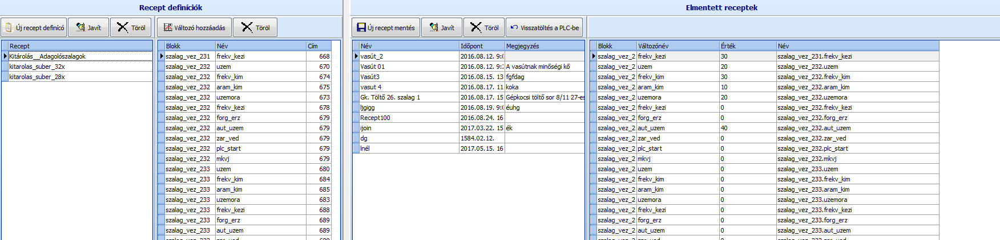 Recept definíciók
Elmentett receptek
Új recept definícó Javít Töröl Változó hozzáadás Töröl Új recept mentés Javít Töröl Visszatöltés a PLC-be
Recept Blokk Név Cím Név Időpont Megjegyzés Blokk Változónév Érték Név
Kitárolás__Adagolószalagok szalag_vez_231 frekv_kezi 668 vasút_2 2016.08.12. 9:0 szalag_vez_2 frekv_kezi 30 szalag_vez_231.frekv_kezi
kitarolas_suber_32x szalag_vez_232 uzem 670 Vasút 01 2016.08.12. 9:2 A vasútnak minőségi kő szalag_vez_2 uzem 20 szalag_vez_232.uzem
kitarolas_suber_28x szalag_vez_232 frekv_kim 674 Vasút3 2016.08.15. 13 fgfdag szalag_vez_2 frekv_kim 30 szalag_vez_232.frekv_kim
szalag_vez_232 aram_kim 675 vasut 4 2016.08.17. 11 koka szalag_vez_2 aram_kim 10 szalag_vez_232.aram_kim
szalag_vez_232 uzemora 673 Gk. Töltő 26. szalag 1 2016.08.17. 15 Gépkocsi töltő sor 8/11 27-es szalag_vez_2 uzemora 20 szalag_vez_232.uzemora
szalag_vez_232 frekv_kezi 678 ljgigg 2016.08.19. 9:0 éuhg szalag_vez_2 frekv_kezi 0 szalag_vez_232.frekv_kezi
szalag_vez_232 forg_erz 679 Recept100 2016.08.24. 16 szalag_vez_2 forg_erz 0 szalag_vez_232.forg_erz
szalag_vez_232 aut_uzem 679 ijoin 2017.03.22. 15 ék szalag_vez_2 aut_uzem 40 szalag_vez_232.aut_uzem
szalag_vez_232 zar_ved 679 dg 1584.02.12. szalag_vez_2 zar_ved 0 szalag_vez_232.zar_ved
szalag_vez_232 plc_start 679 lnél 2017.05.15. 16 szalag_vez_2 plc_start 0 szalag_vez_232.plc_start
szalag_vez_232 mkvj 679 szalag_vez_2 mkvj 0 szalag_vez_232.mkvj
szalag_vez_233 uzem 680 szalag_vez_2 uzem 0 szalag_vez_233.uzem
szalag_vez_233 frekv_kim 684 szalag_vez_2 frekv_kim 0 szalag_vez_233.frekv_kim
szalag_vez_233 aram_kim 685 szalag_vez_2 aram_kim 0 szalag_vez_233.aram_kim
szalag_vez_233 uzemora 683 szalag_vez_2 uzemora 0 szalag_vez_233.uzemora
szalag_vez_233 frekv_kezi 688 szalag_vez_2 frekv_kezi 0 szalag_vez_233.frekv_kezi
szalag_vez_233 forg_erz 689 szalag_vez_2 forg_erz 0 szalag_vez_233.forg_erz
szalag_vez_233 aut_uzem 689 szalag_vez_2 aut_uzem 0 szalag_vez_233.aut_uzem